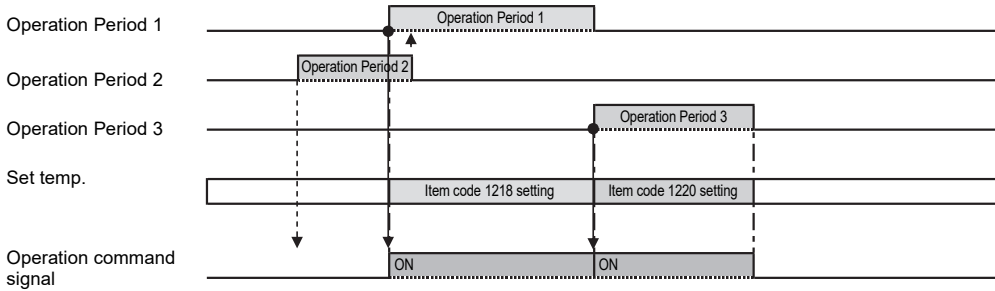 Operation Period 1
Operation Period 1
Operation Period 2
Operation Period 2
Operation Period 3
Operation Period 3
Set temp.
Item code 1218 setting
Item code 1220 setting
Operation command
signal
ON
ON